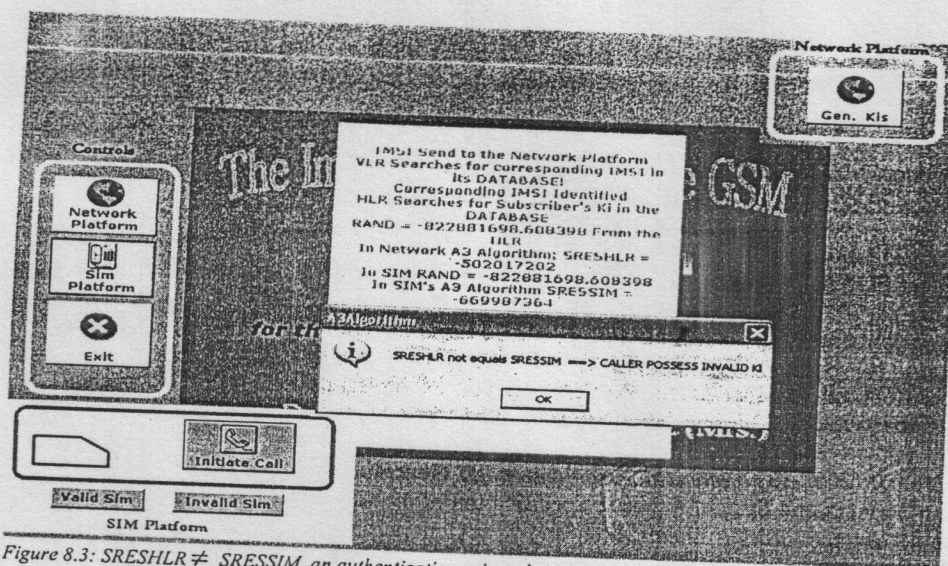 Network Platform
Gen. Kis
Controls
Network
Platform
Sim
Platform
Exit
The
GSM
IMSI Send to the Network Platform
VLR Searches for corresponding IMSI in
its DATABASE!
Corresponding IMSI Identified
HLR Searches for Subscriber's Ki in the
DATABASE
RAND = -822881698.608398 From the
HLR
In Network A3 Algorithm; SRESHLR =
-502017202
In SIM RAND = -822881698.608398
In SIM's A3 Algorithm SRESSIM =
-669987364
for
A3Algorithm
SRESHLR not equals SRESSIM ==> CALLER POSSESS INVALID KI
OK
(Mrs.)
Initiate Call
Valid Sim
Invalid Sim
SIM Platform
Figure 8.3: SRESHLR ≠ SRESSIM, an authentication